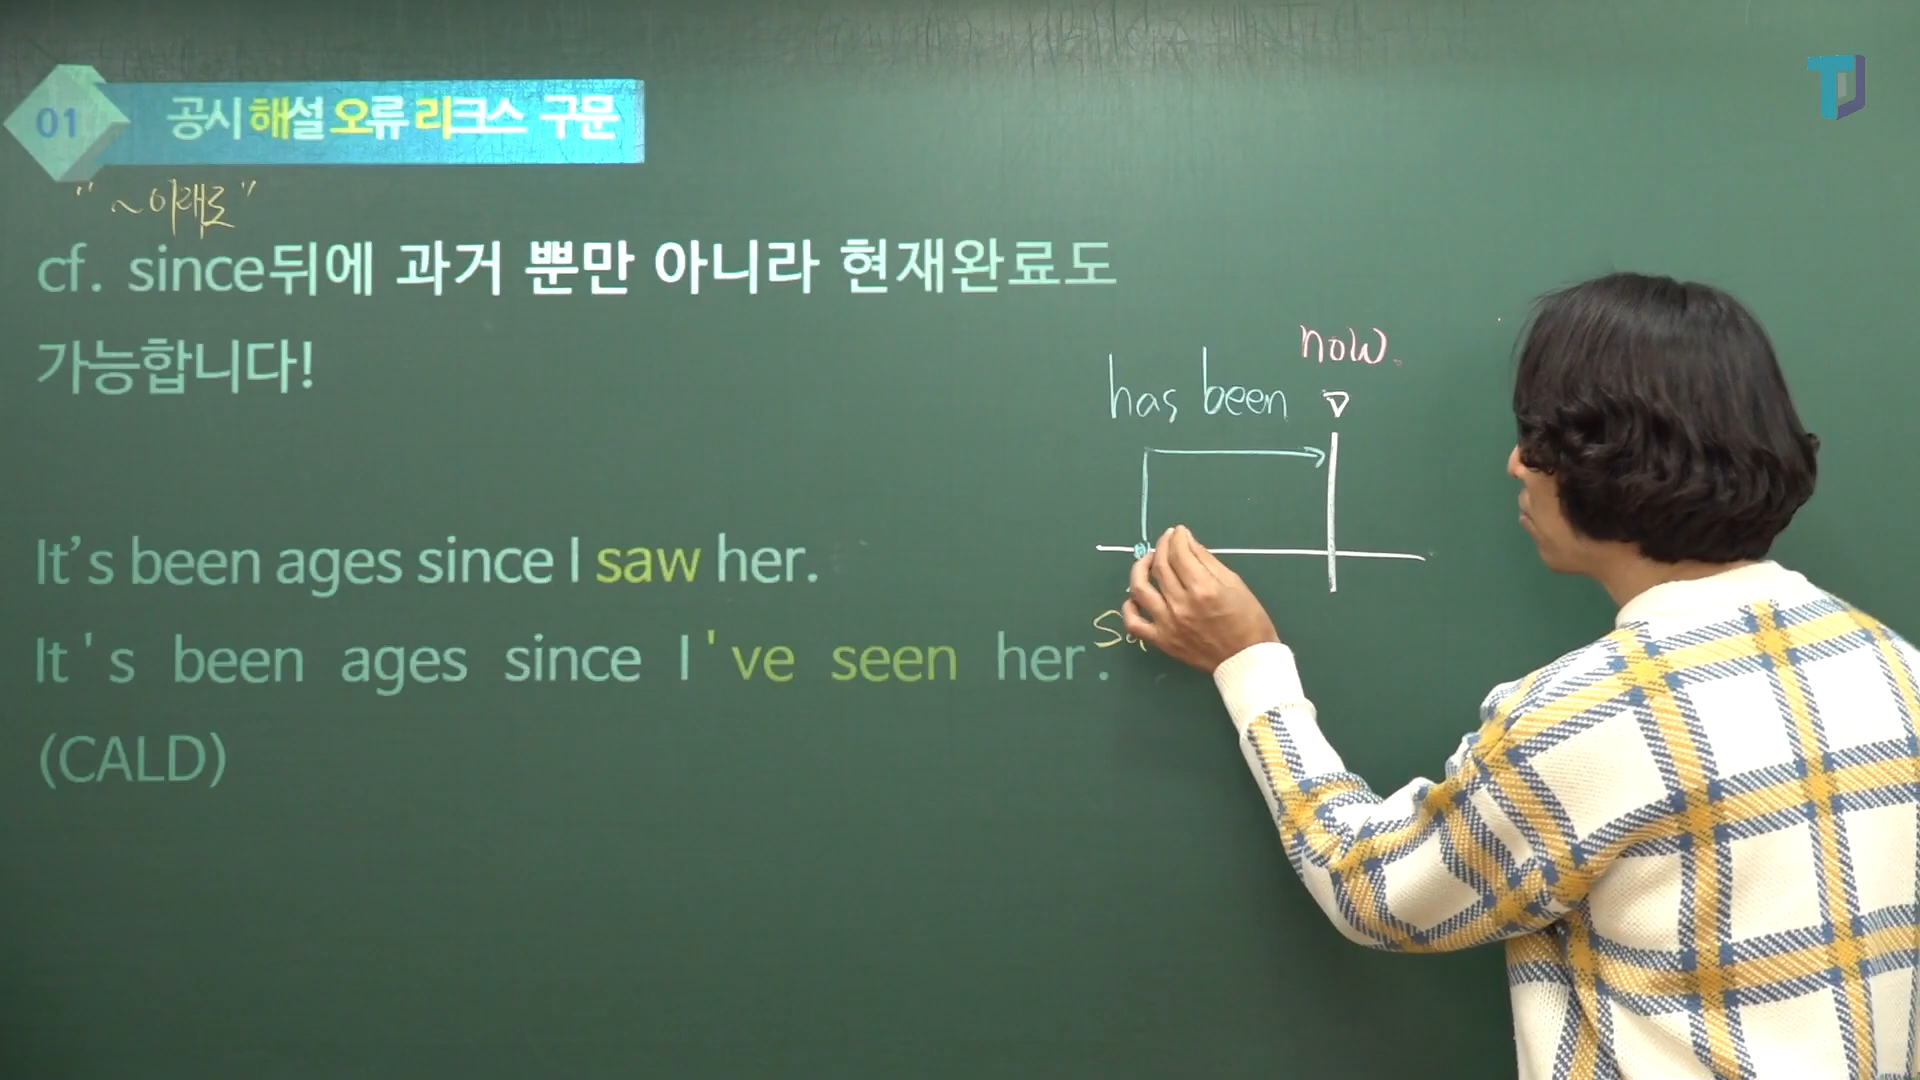 01 공시 해설 오류 리크스 구문
" ~이래로 "
cf. since뒤에 과거 뿐만 아니라 현재완료도
가능합니다!
now.
has been
It's been ages since I saw her.
It's been ages since I've seen her.
(CALD)